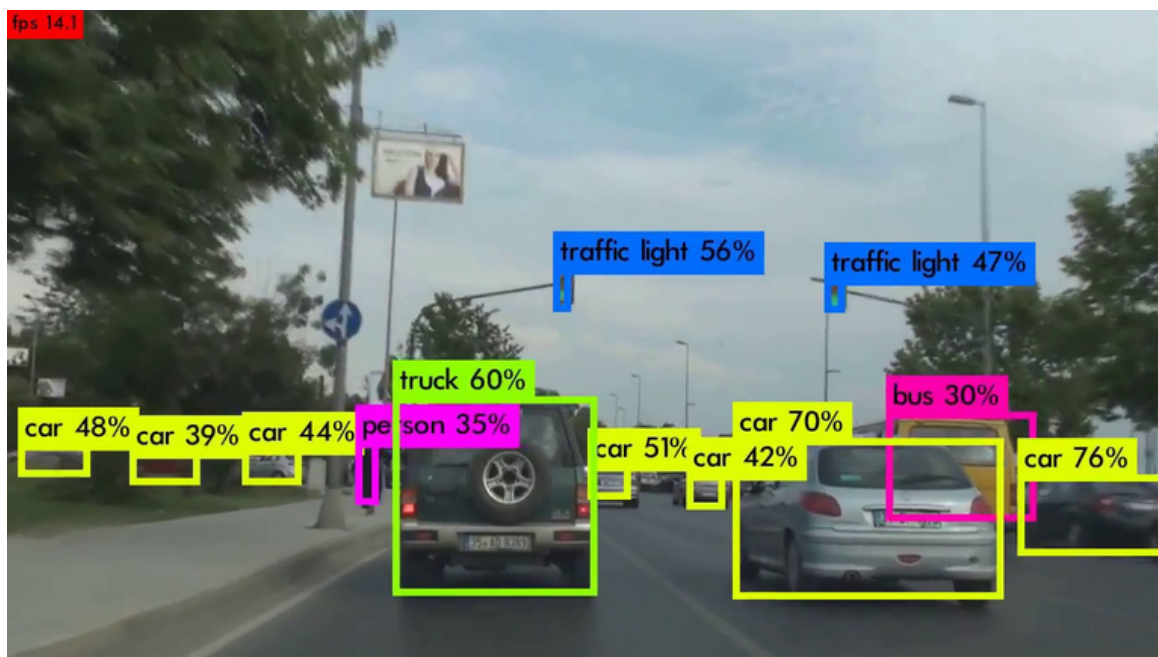 fps 14.1
traffic light 56%
traffic light 47%
truck 60%
bus 30%
car 48%
car 39%
car 44%
person 35%
car 51%
car 42%
car 70%
car 76%